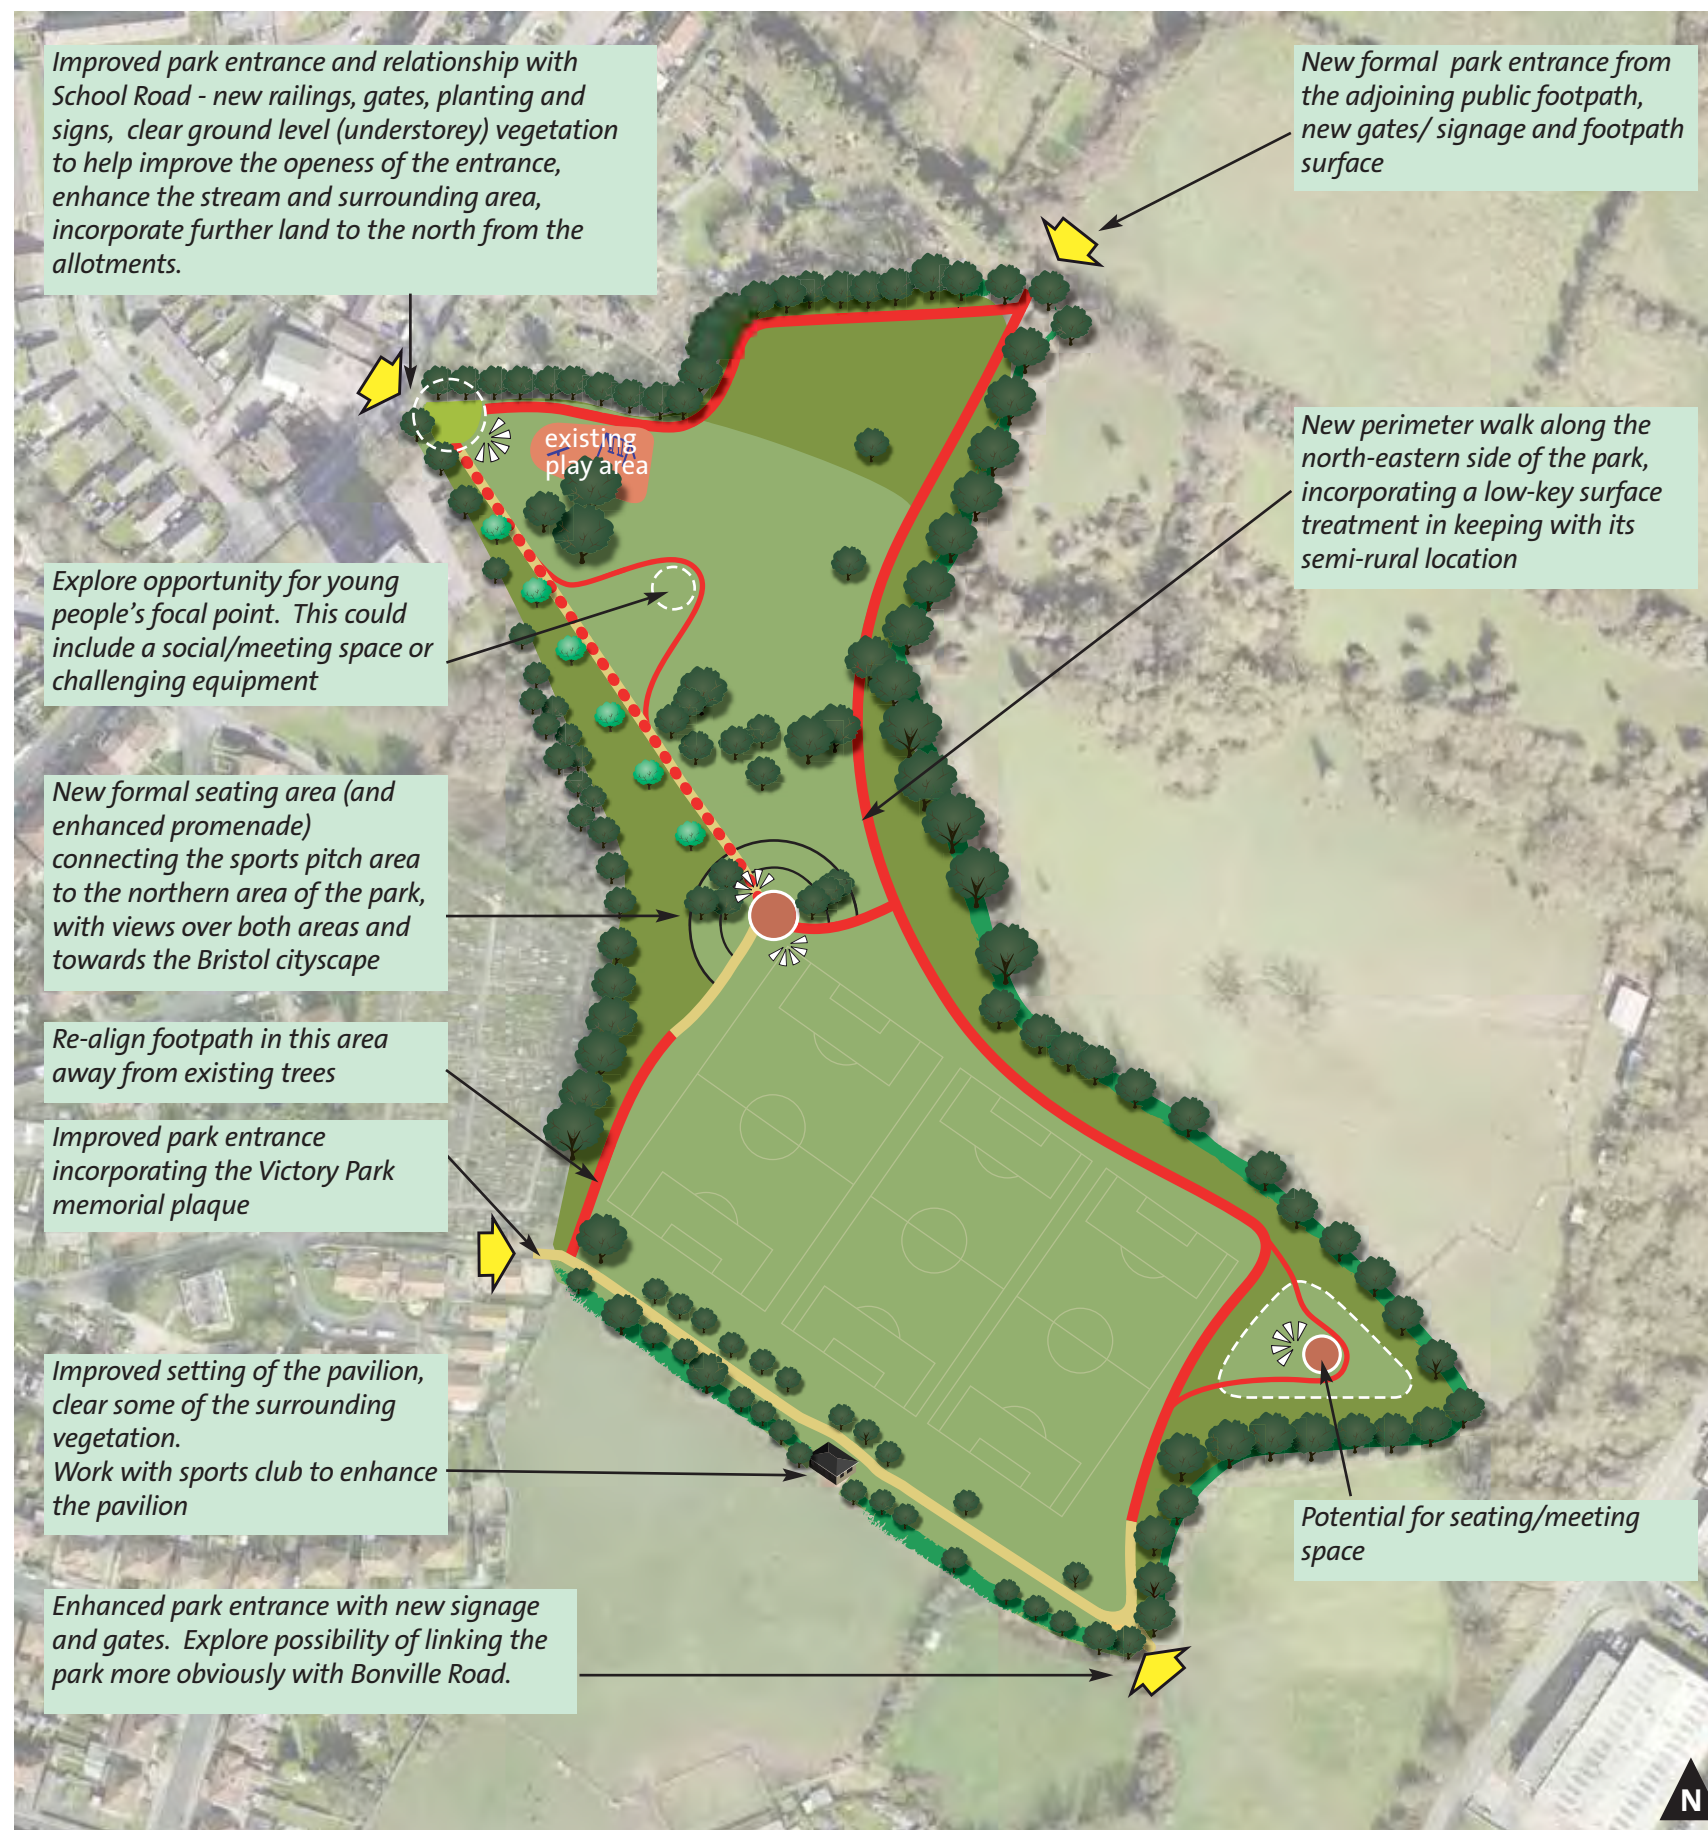 Improved park entrance and relationship with
School Road - new railings, gates, planting and
signs, clear ground level (understorey) vegetation
to help improve the openess of the entrance,
enhance the stream and surrounding area,
incorporate further land to the north from the
allotments.
New formal park entrance from
the adjoining public footpath,
new gates/ signage and footpath
surface
existing
play area
New perimeter walk along the
north-eastern side of the park,
incorporating a low-key surface
treatment in keeping with its
semi-rural location
Explore opportunity for young
people's focal point. This could
include a social/meeting space or
challenging equipment
New formal seating area (and
enhanced promenade)
connecting the sports pitch area
to the northern area of the park,
with views over both areas and
towards the Bristol cityscape
Re-align footpath in this area
away from existing trees
Improved park entrance
incorporating the Victory Park
memorial plaque
Improved setting of the pavilion,
clear some of the surrounding
vegetation.
Work with sports club to enhance
the pavilion
Potential for seating/meeting
space
Enhanced park entrance with new signage
and gates. Explore possibility of linking the
park more obviously with Bonville Road.
N